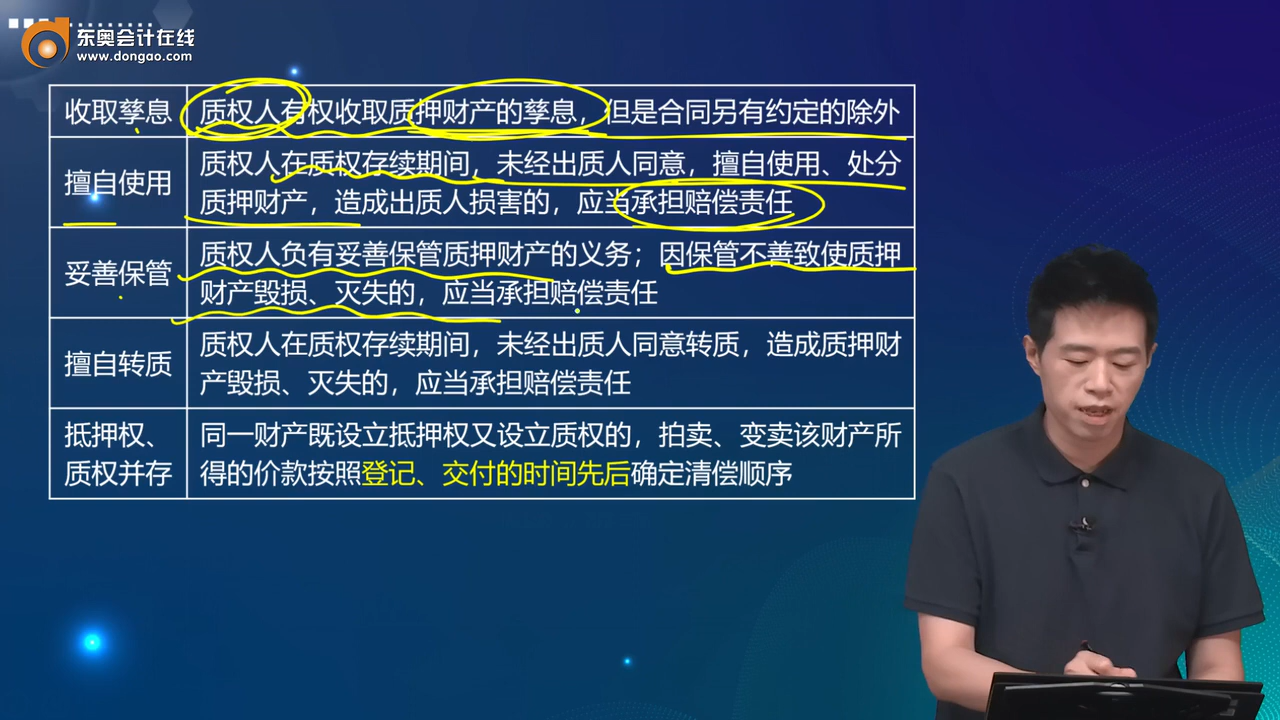 东奥会计在线
www.dongao.com
收取孳息
质权人有权收取质押财产的孳息，但是合同另有约定的除外
擅自使用
质权人在质权存续期间，未经出质人同意，擅自使用、处分
质押财产，造成出质人损害的，应当承担赔偿责任
妥善保管
质权人负有妥善保管质押财产的义务；因保管不善致使质押
财产毁损、灭失的，应当承担赔偿责任
擅自转质
质权人在质权存续期间，未经出质人同意转质，造成质押财
产毁损、灭失的，应当承担赔偿责任
抵押权、
质权并存
同一财产既设立抵押权又设立质权的，拍卖、变卖该财产所
得的价款按照登记、交付的时间先后确定清偿顺序